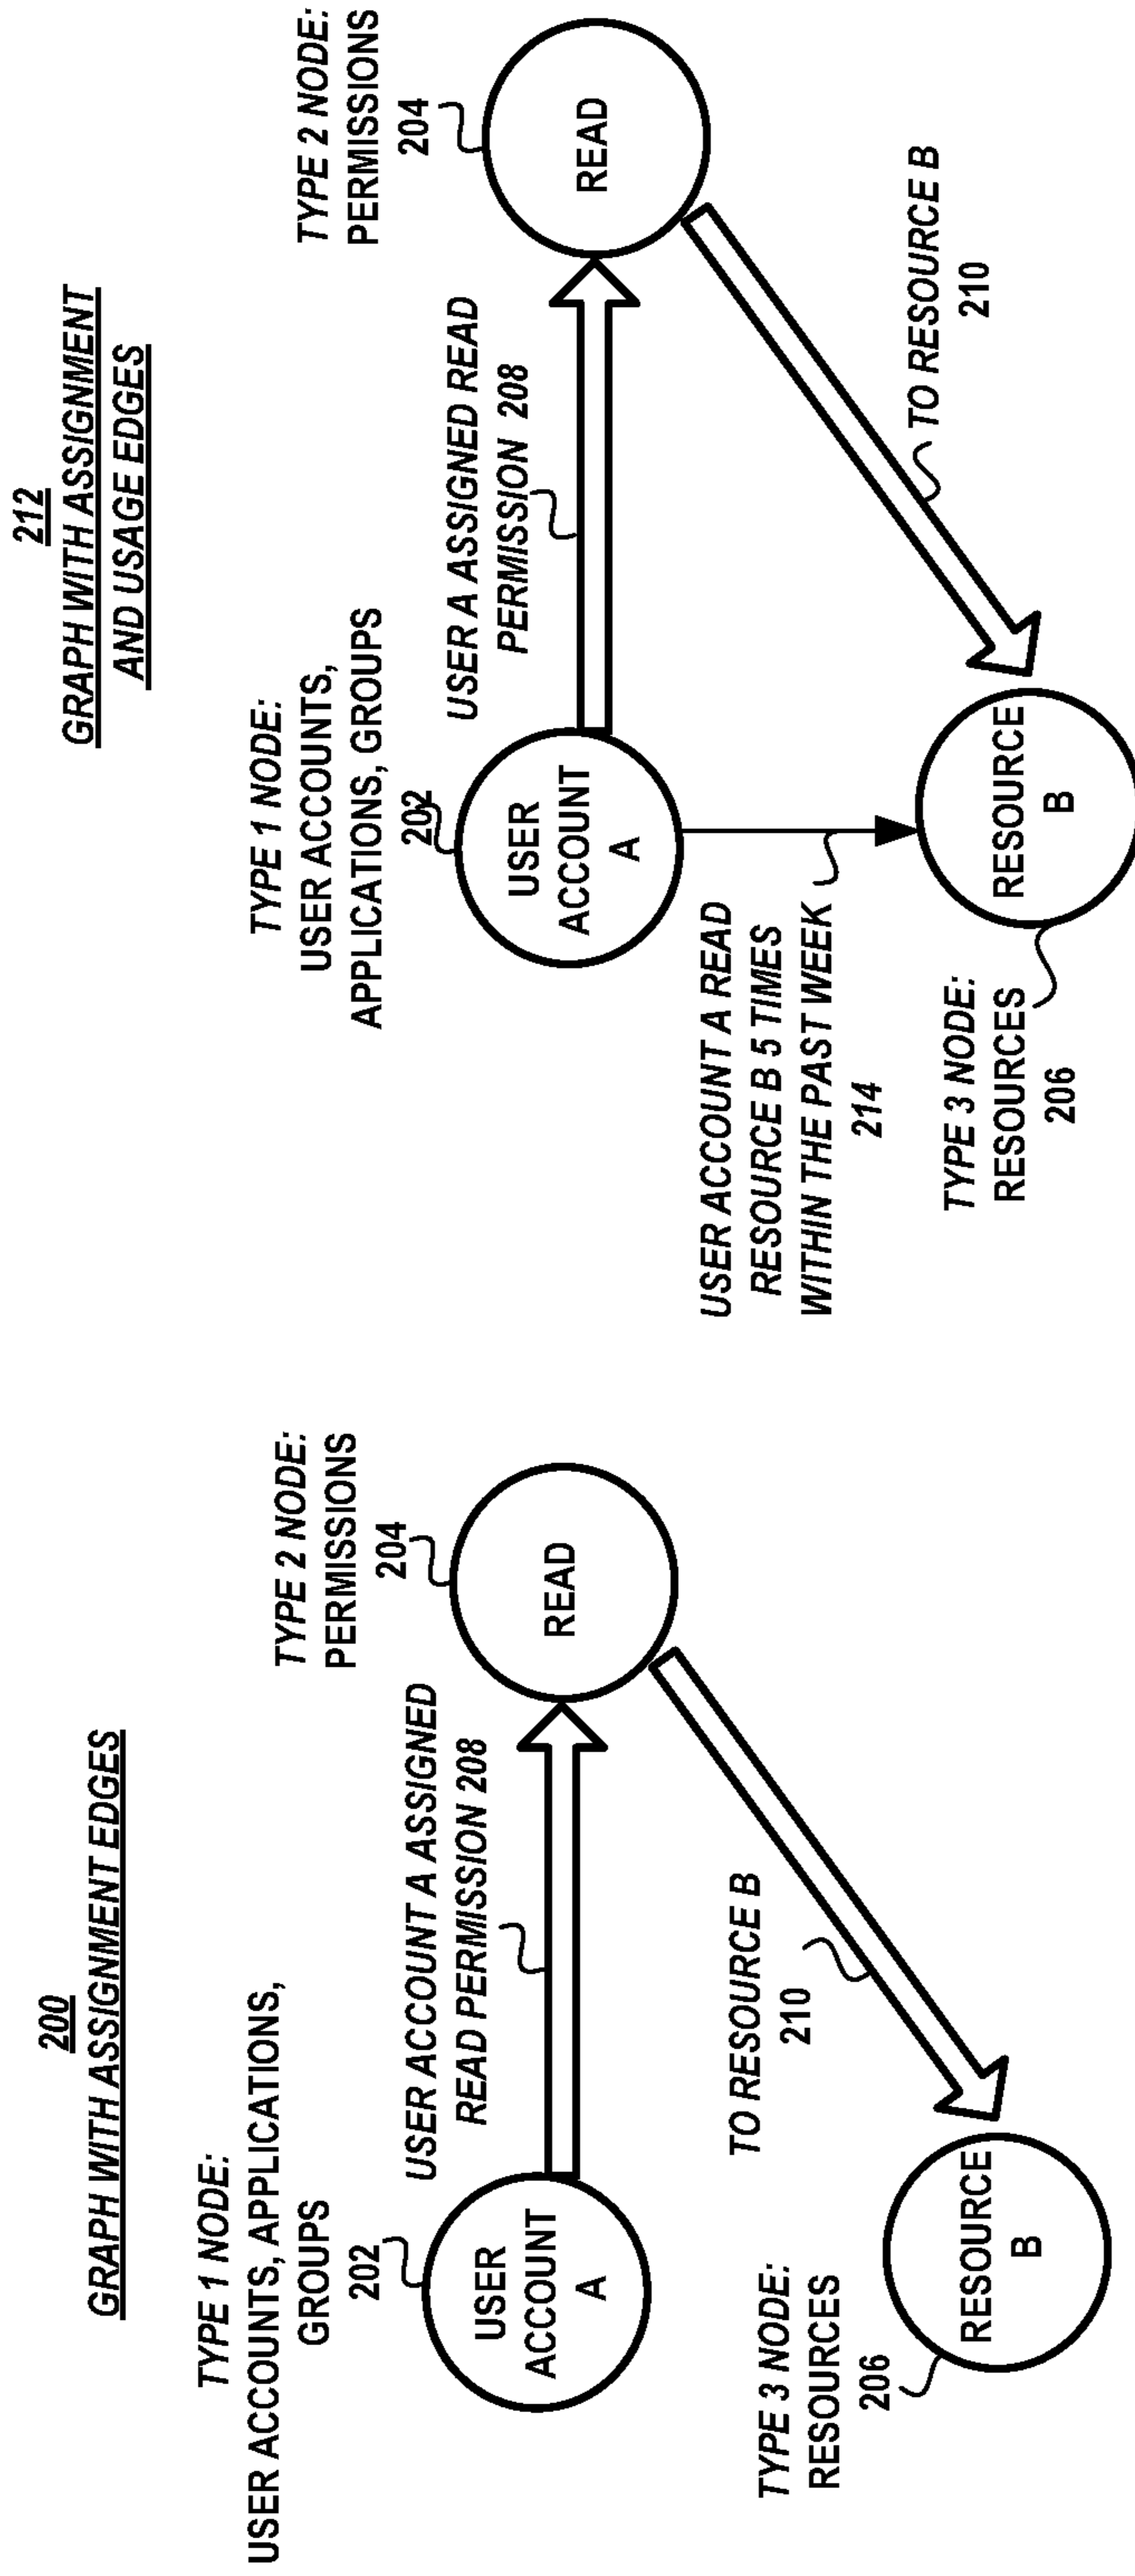 200
GRAPH WITH ASSIGNMENT EDGES
TYPE 1 NODE:
USER ACCOUNTS, APPLICATIONS,
GROUPS
202
USER
ACCOUNT
A
USER ACCOUNT A ASSIGNED
READ PERMISSION 208
TYPE 2 NODE:
PERMISSIONS
204
READ
TO RESOURCE B
210
TYPE 3 NODE:
RESOURCES
206
RESOURCE
B
212
GRAPH WITH ASSIGNMENT
AND USAGE EDGES
TYPE 1 NODE:
USER ACCOUNTS,
APPLICATIONS, GROUPS
202
USER
ACCOUNT
A
USER A ASSIGNED READ
PERMISSION 208
TYPE 2 NODE:
PERMISSIONS
204
READ
TO RESOURCE B
210
USER ACCOUNT A READ
RESOURCE B 5 TIMES
WITHIN THE PAST WEEK
214
TYPE 3 NODE:
RESOURCES
206
RESOURCE
B